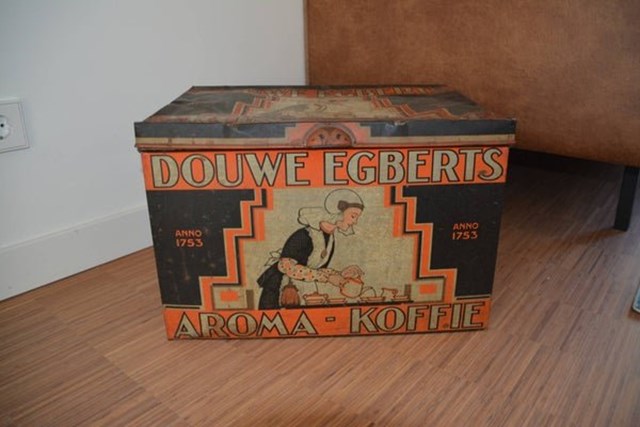 DOUWE EGBERTS
ANNO
1753
ANNO
1753
AROMA - KOFFIE